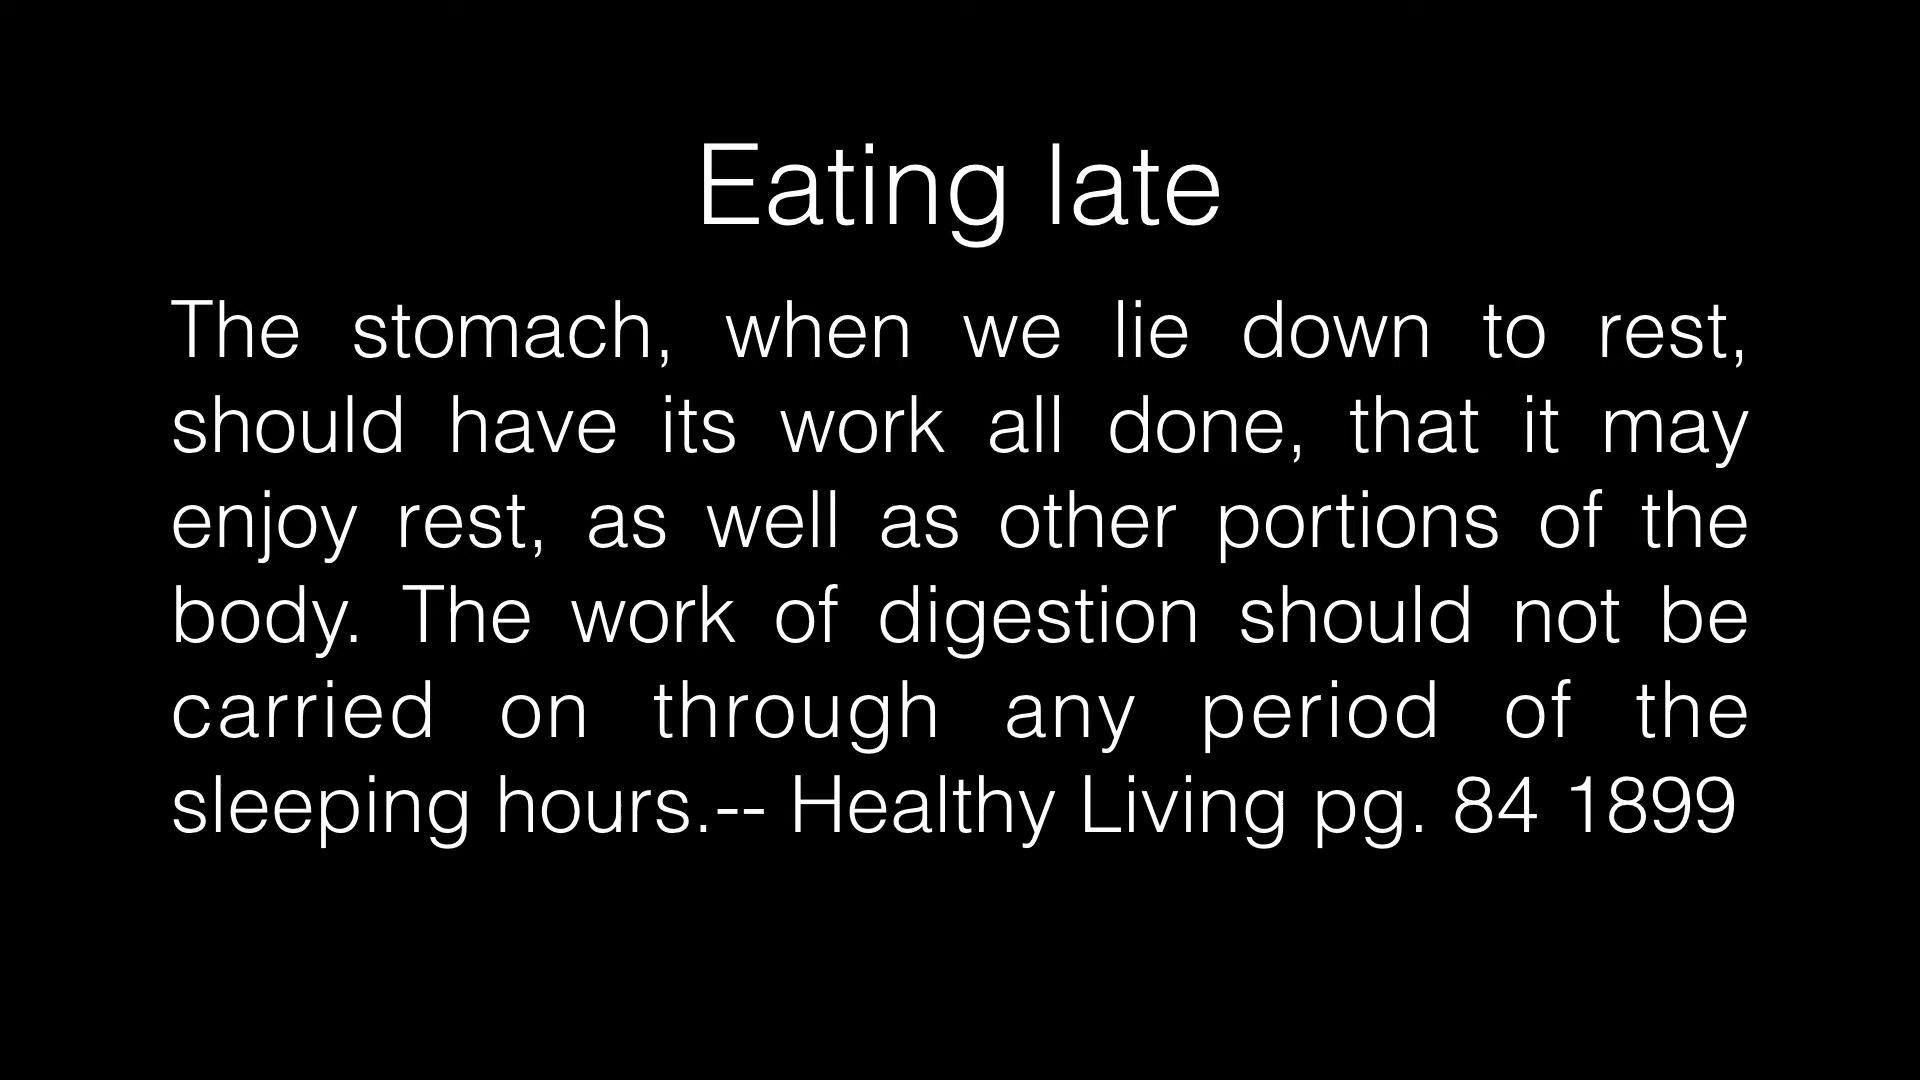 Eating late
The stomach, when we lie down to rest,
should have its work all done, that it may
enjoy rest, as well as other portions of the
body. The work of digestion should not be
carried on through any period of the
sleeping hours.-- Healthy Living pg. 84 1899